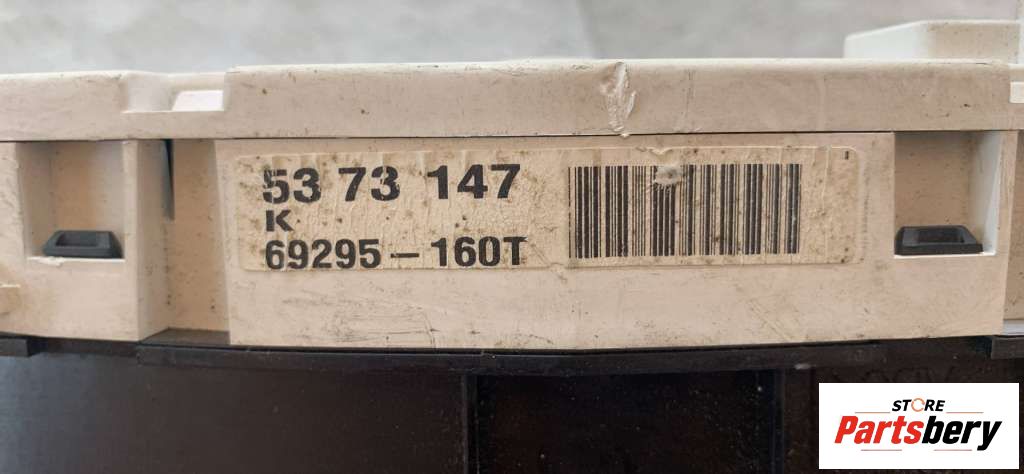 53 73 147
K
69295-160T
STORE
Partsbery